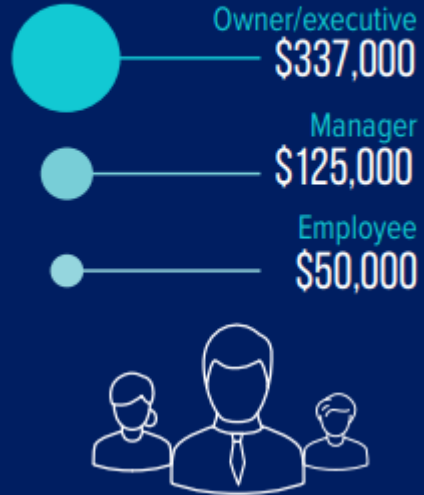 Owner/executive
$337,000
Manager
$125,000
Employee
$50,000